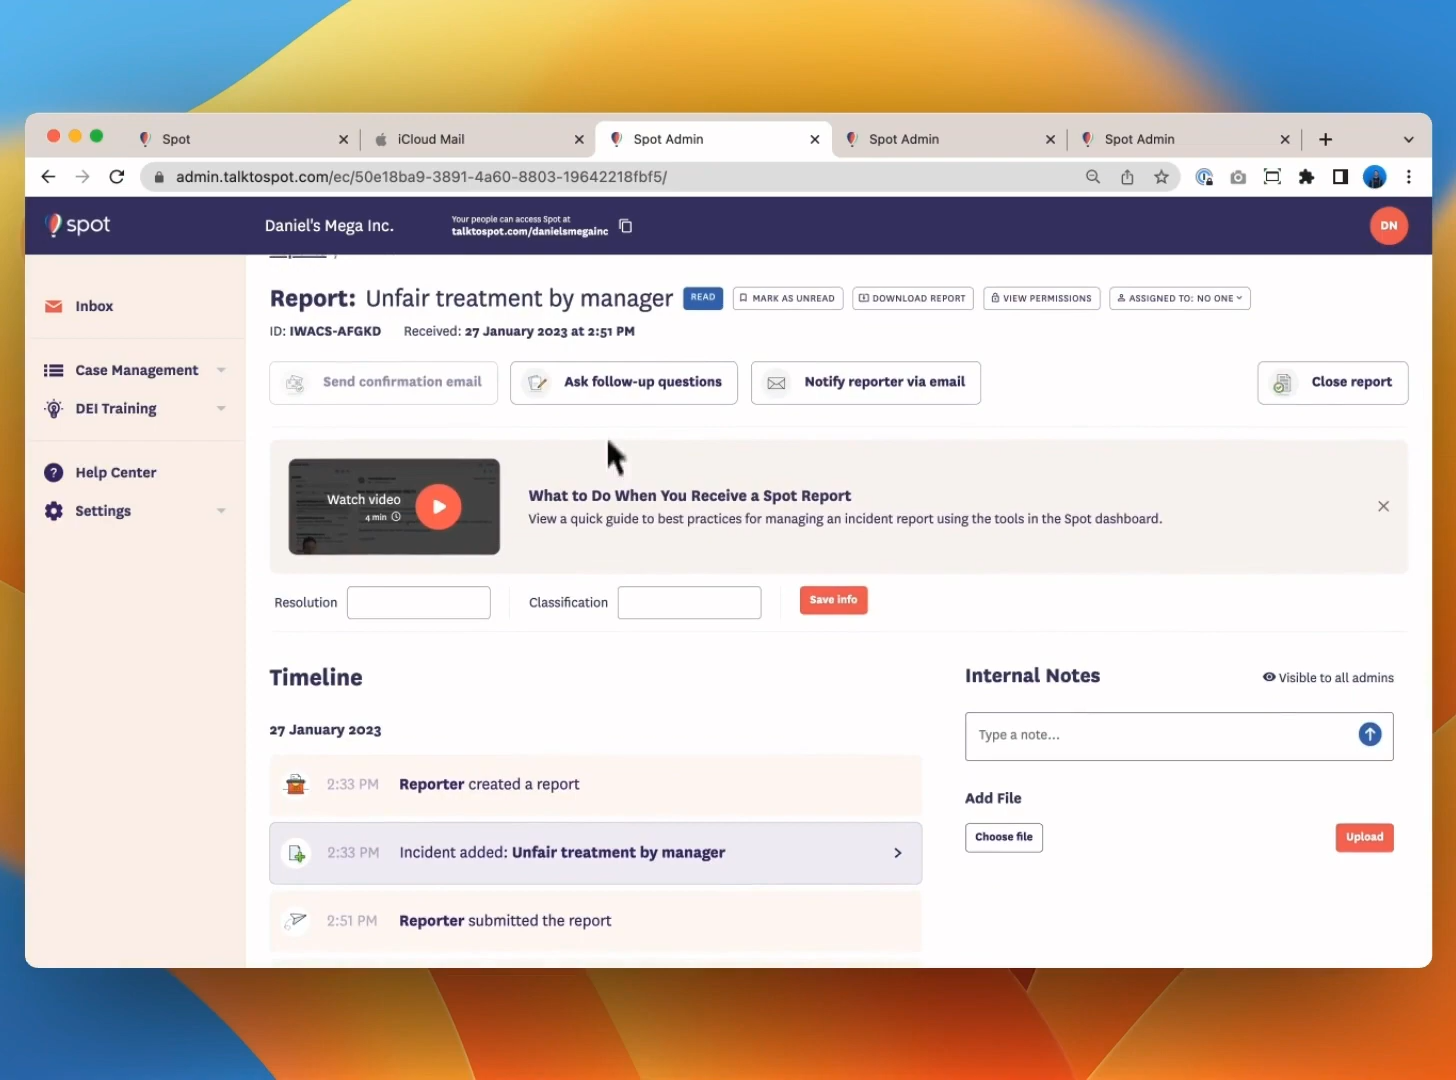 Spot
iCloud Mail
Spot Admin
Spot Admin
Spot Admin
admin.talktospot.com/ec/50e18ba9-3891-4a60-8803-19642218fbf5/
spot
Daniel's Mega Inc.
Your people can access Spot at
talktospot.com/danielsmegainc
DN
Inbox
Case Management
DEI Training
Help Center
Settings
Report: Unfair treatment by manager
READ
MARK AS UNREAD
DOWNLOAD REPORT
VIEW PERMISSIONS
ASSIGNED TO: NO ONE
ID: IWACS-AFGKD Received: 27 January 2023 at 2:51 PM
Send confirmation email
Ask follow-up questions
Notify reporter via email
Close report
Watch video
4 min
What to Do When You Receive a Spot Report
View a quick guide to best practices for managing an incident report using the tools in the Spot dashboard.
Resolution
Classification
Save info
Timeline
27 January 2023
2:33 PM Reporter created a report
2:33 PM Incident added: Unfair treatment by manager
2:51 PM Reporter submitted the report
Internal Notes
Visible to all admins
Type a note...
Add File
Choose file
Upload